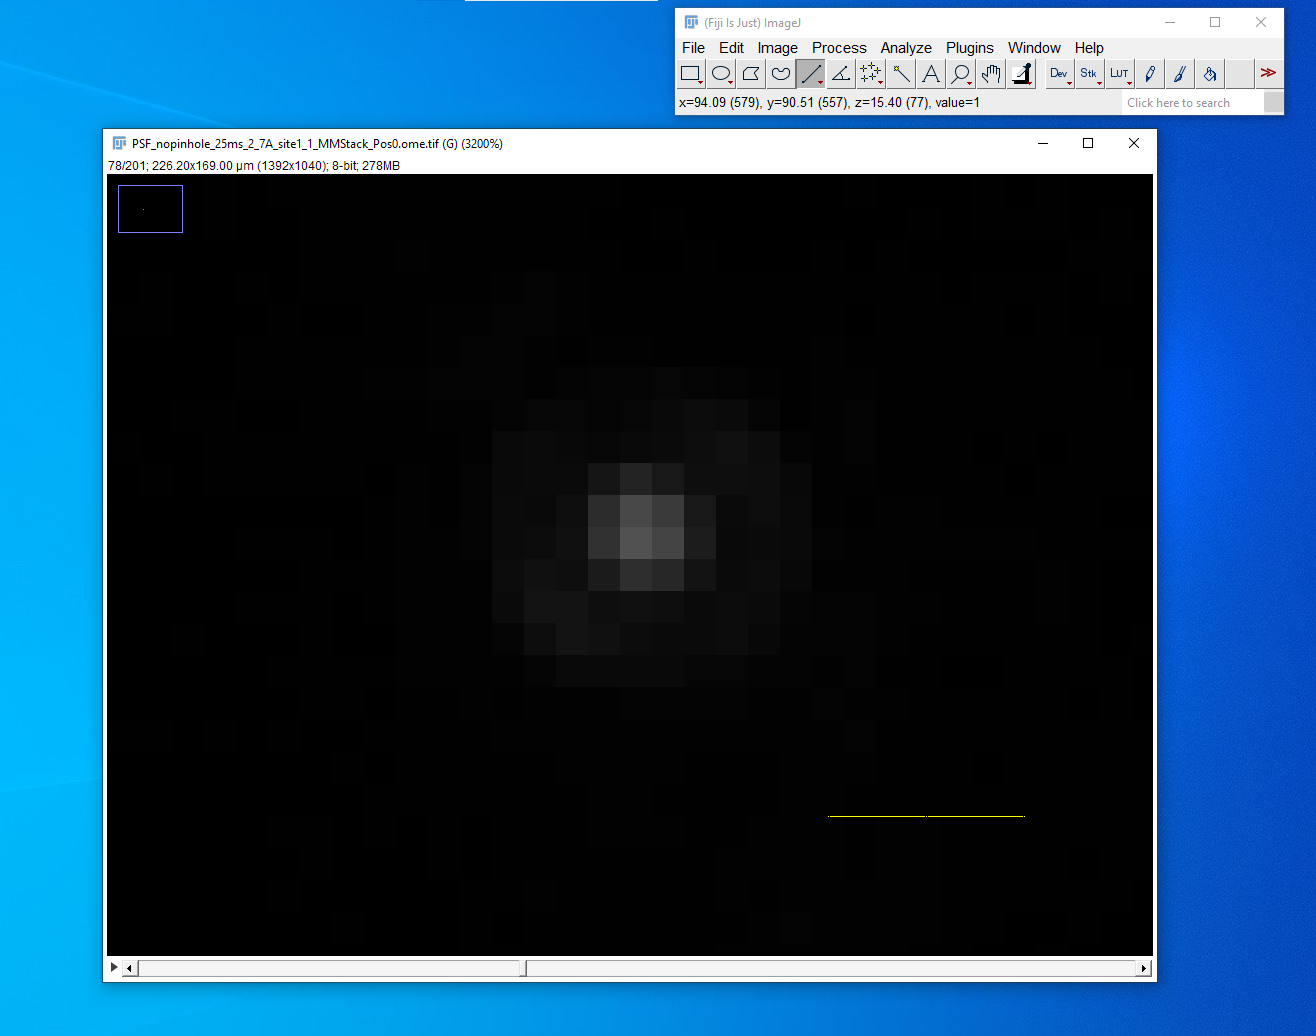 (Fiji Is Just) ImageJ
File Edit Image Process Analyze Plugins Window Help
Dev Stk LUT
x=94.09 (579), y=90.51 (557), z=15.40 (77), value=1
Click here to search
PSF_nopinhole_25ms_2_7A_site1_1_MMStack_Pos0.ome.tif (G) (3200%)
78/201; 226.20x169.00 µm (1392x1040); 8-bit; 278MB